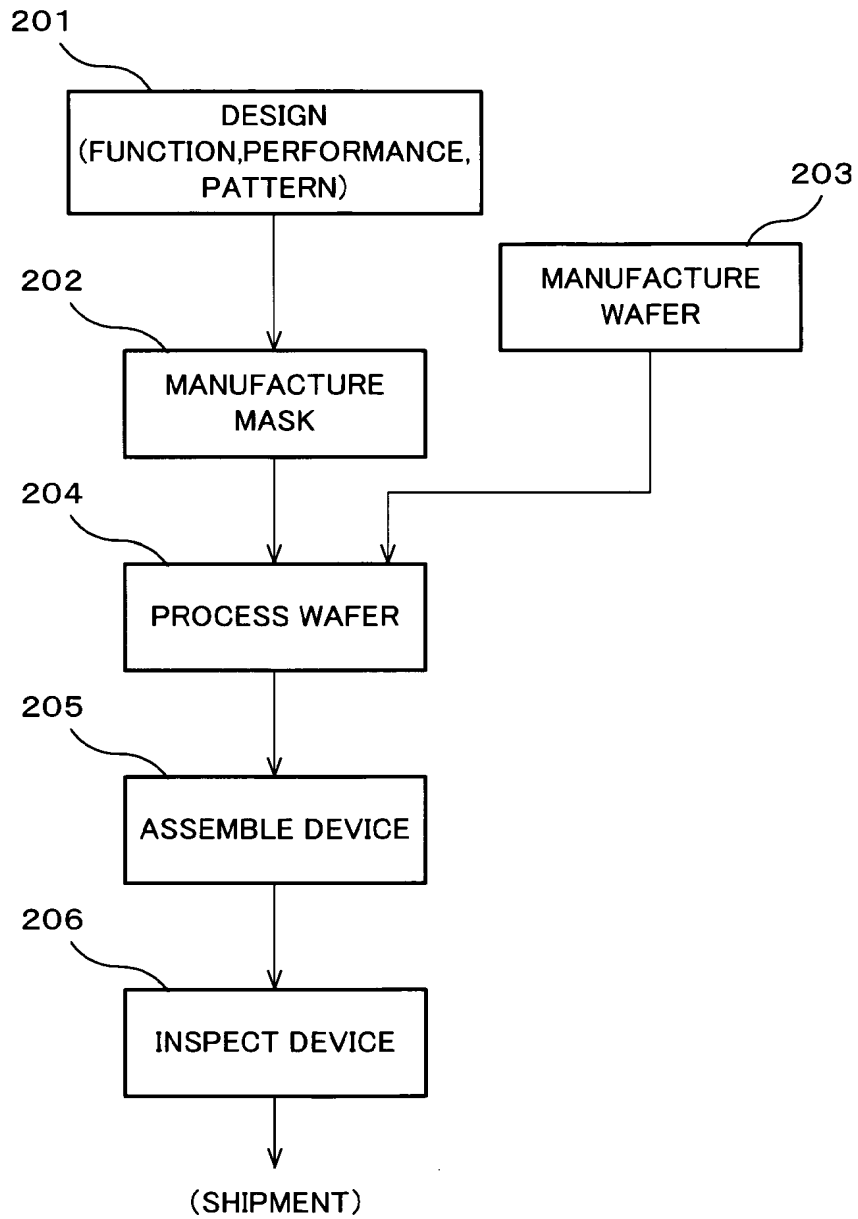 201
DESIGN
(FUNCTION,PERFORMANCE,
PATTERN)
203
MANUFACTURE
WAFER
202
MANUFACTURE
MASK
204
PROCESS WAFER
205
ASSEMBLE DEVICE
206
INSPECT DEVICE
(SHIPMENT)